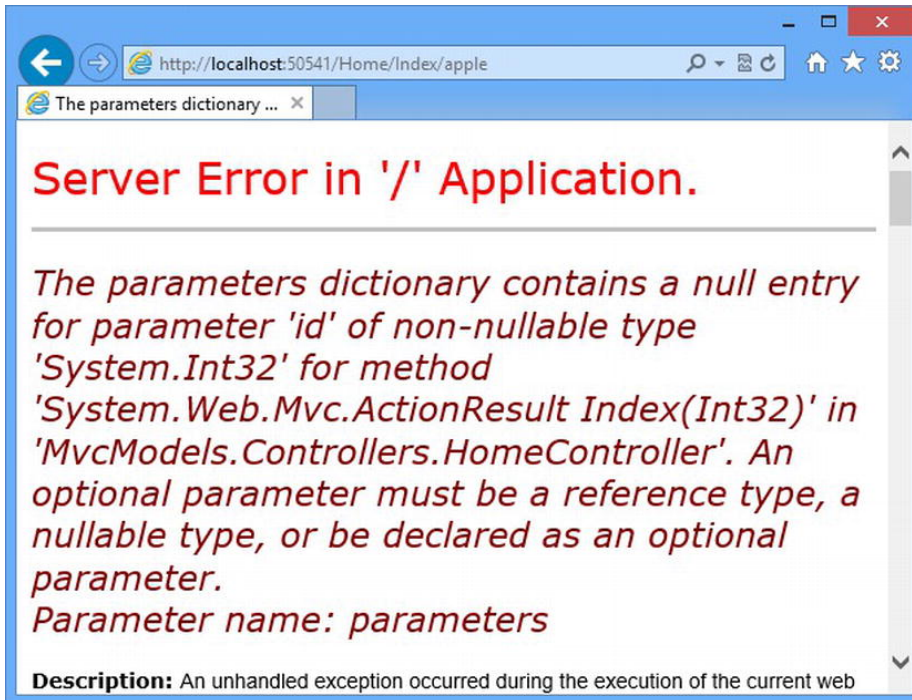 http://localhost:50541/Home/Index/apple
The parameters dictionary ...
Server Error in '/' Application.
The parameters dictionary contains a null entry
for parameter 'id' of non-nullable type
'System.Int32' for method
'System.Web.Mvc.ActionResult Index(Int32)' in
'MvcModels.Controllers.HomeController'. An
optional parameter must be a reference type, a
nullable type, or be declared as an optional
parameter.
Parameter name: parameters
Description: An unhandled exception occurred during the execution of the current web